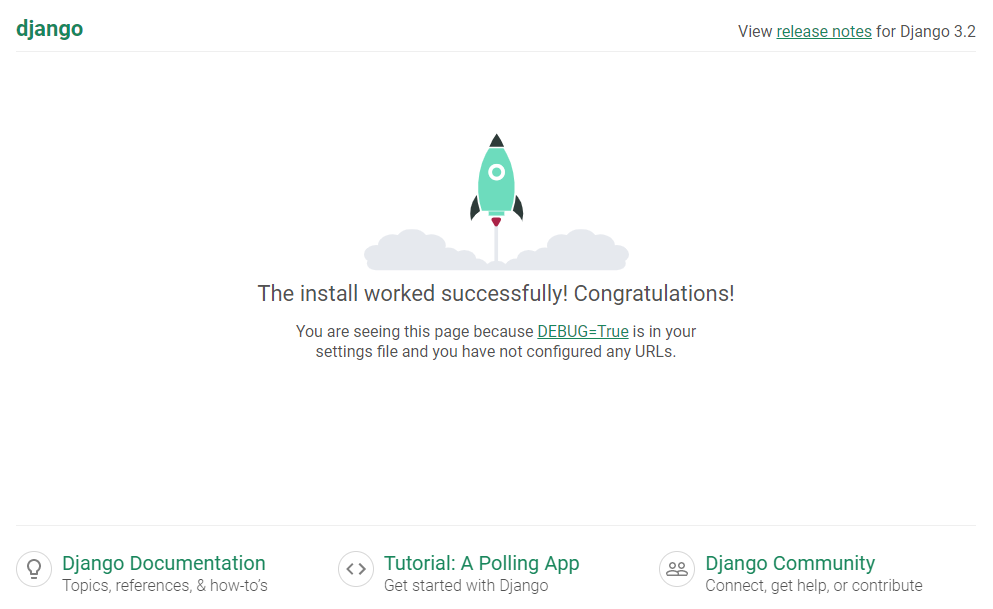 django
View release notes for Django 3.2
The install worked successfully! Congratulations!
You are seeing this page because DEBUG=True is in your
settings file and you have not configured any URLs.
Django Documentation
Topics, references, & how-to's
Tutorial: A Polling App
Get started with Django
Django Community
Connect, get help, or contribute